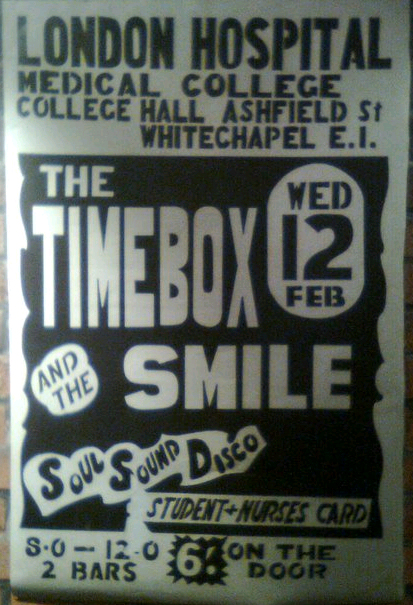 LONDON HOSPITAL
MEDICAL COLLEGE
COLLEGE HALL ASHFIELD St
WHITECHAPEL E.I.
THE
TIMEBOX
WED
12
FEB
AND
THE
SMILE
SOUL SOUND DISCO
STUDENT + NURSES CARD
8·0 — 12·0 6/- ON THE
2 BARS DOOR